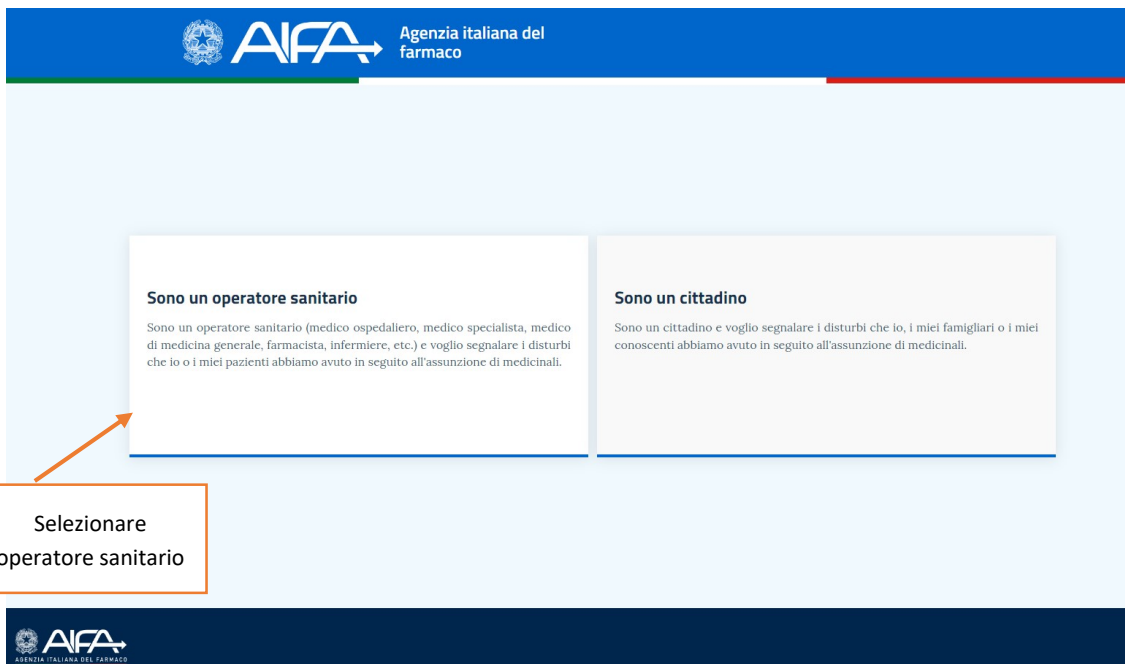 AIFA
Agenzia italiana del
farmaco
Sono un operatore sanitario
Sono un operatore sanitario (medico ospedaliero, medico specialista, medico
di medicina generale, farmacista, infermiere, etc.) e voglio segnalare i disturbi
che io o i miei pazienti abbiamo avuto in seguito all'assunzione di medicinali.
Sono un cittadino
Sono un cittadino e voglio segnalare i disturbi che io, i miei famigliari o i miei
conoscenti abbiamo avuto in seguito all'assunzione di medicinali.
Selezionare
operatore sanitario
AIFA
AGENZIA ITALIANA DEL FARMACO